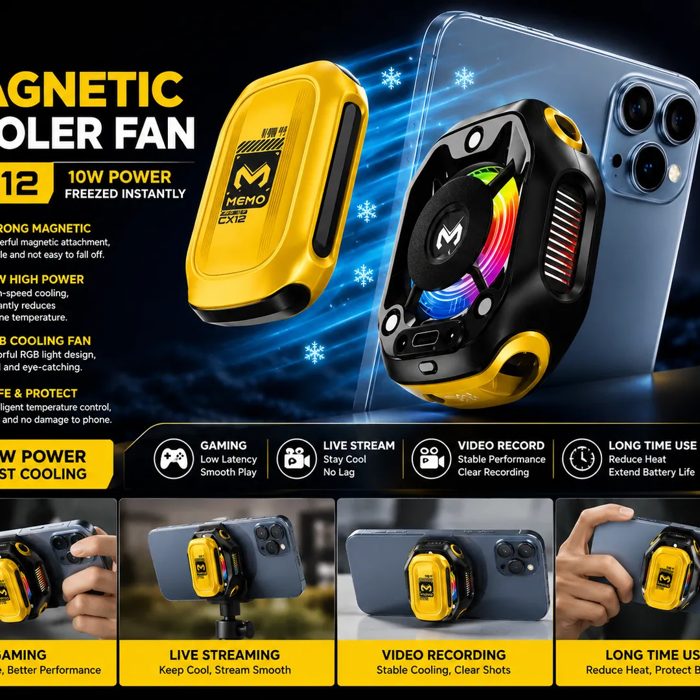 AGNETIC
OLER FAN
12
10W POWER
FREEZED INSTANTLY
RONG MAGNETIC
erful magnetic attachment,
le and not easy to fall off.
W HIGH POWER
h-speed cooling,
antly reduces
ne temperature.
B COOLING FAN
orful RGB light design,
l and eye-catching.
FE & PROTECT
lligent temperature control,
and no damage to phone.
W POWER
ST COOLING
M
MEMO
CX12
M
GAMING
Low Latency
Smooth Play
LIVE STREAM
Stay Cool
No Lag
VIDEO RECORD
Stable Performance
Clear Recording
LONG TIME USE
Reduce Heat
Extend Battery Life
GAMING
e, Better Performance
LIVE STREAMING
Keep Cool, Stream Smooth
VIDEO RECORDING
Stable Cooling, Clear Shots
LONG TIME US
Reduce Heat, Protect B